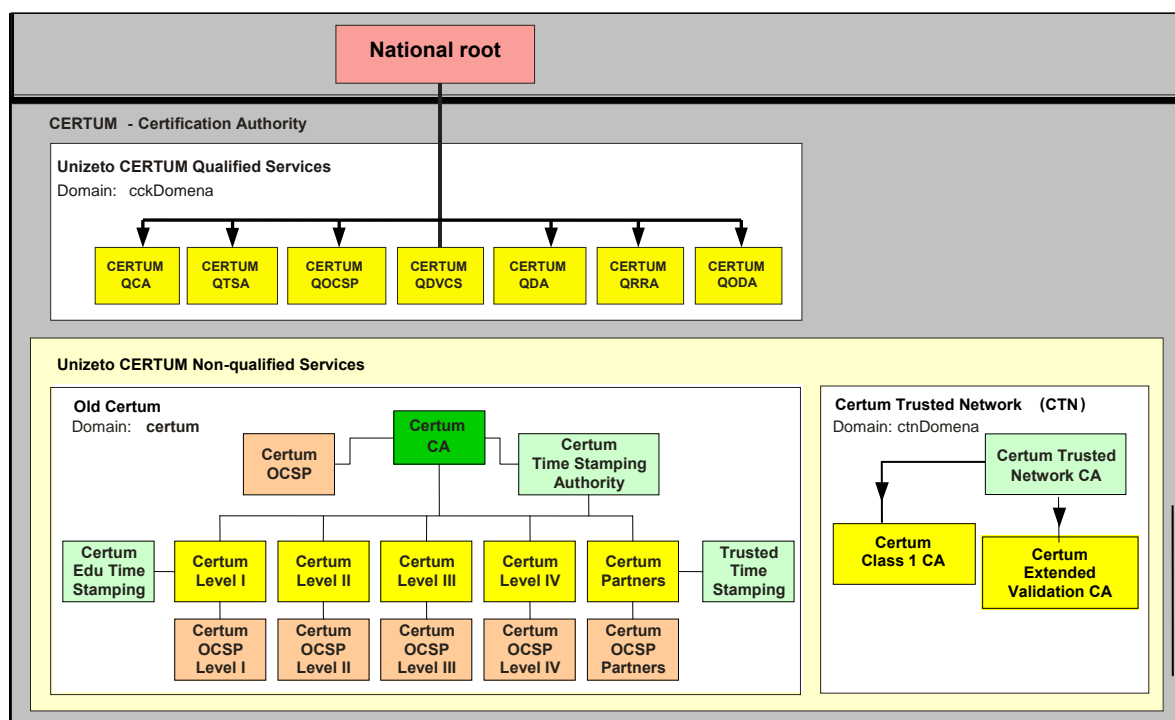 National root
CERTUM - Certification Authority
Unizeto CERTUM Qualified Services
Domain: cckDomena
CERTUM
QCA
CERTUM
QTSA
CERTUM
QOCSP
CERTUM
QDVCS
CERTUM
QDA
CERTUM
QRRA
CERTUM
QODA
Unizeto CERTUM Non-qualified Services
Old Certum
Domain: certum
Certum
OCSP
Certum
CA
Certum
Time Stamping
Authority
Certum
Edu Time
Stamping
Certum
Level I
Certum
Level II
Certum
Level III
Certum
Level IV
Certum
Partners
Trusted
Time
Stamping
Certum
OCSP
Level I
Certum
OCSP
Level II
Certum
OCSP
Level III
Certum
OCSP
Level IV
Certum
OCSP
Partners
Certum Trusted Network (CTN)
Domain: ctnDomena
Certum Trusted
Network CA
Certum
Class 1 CA
Certum
Extended
Validation CA